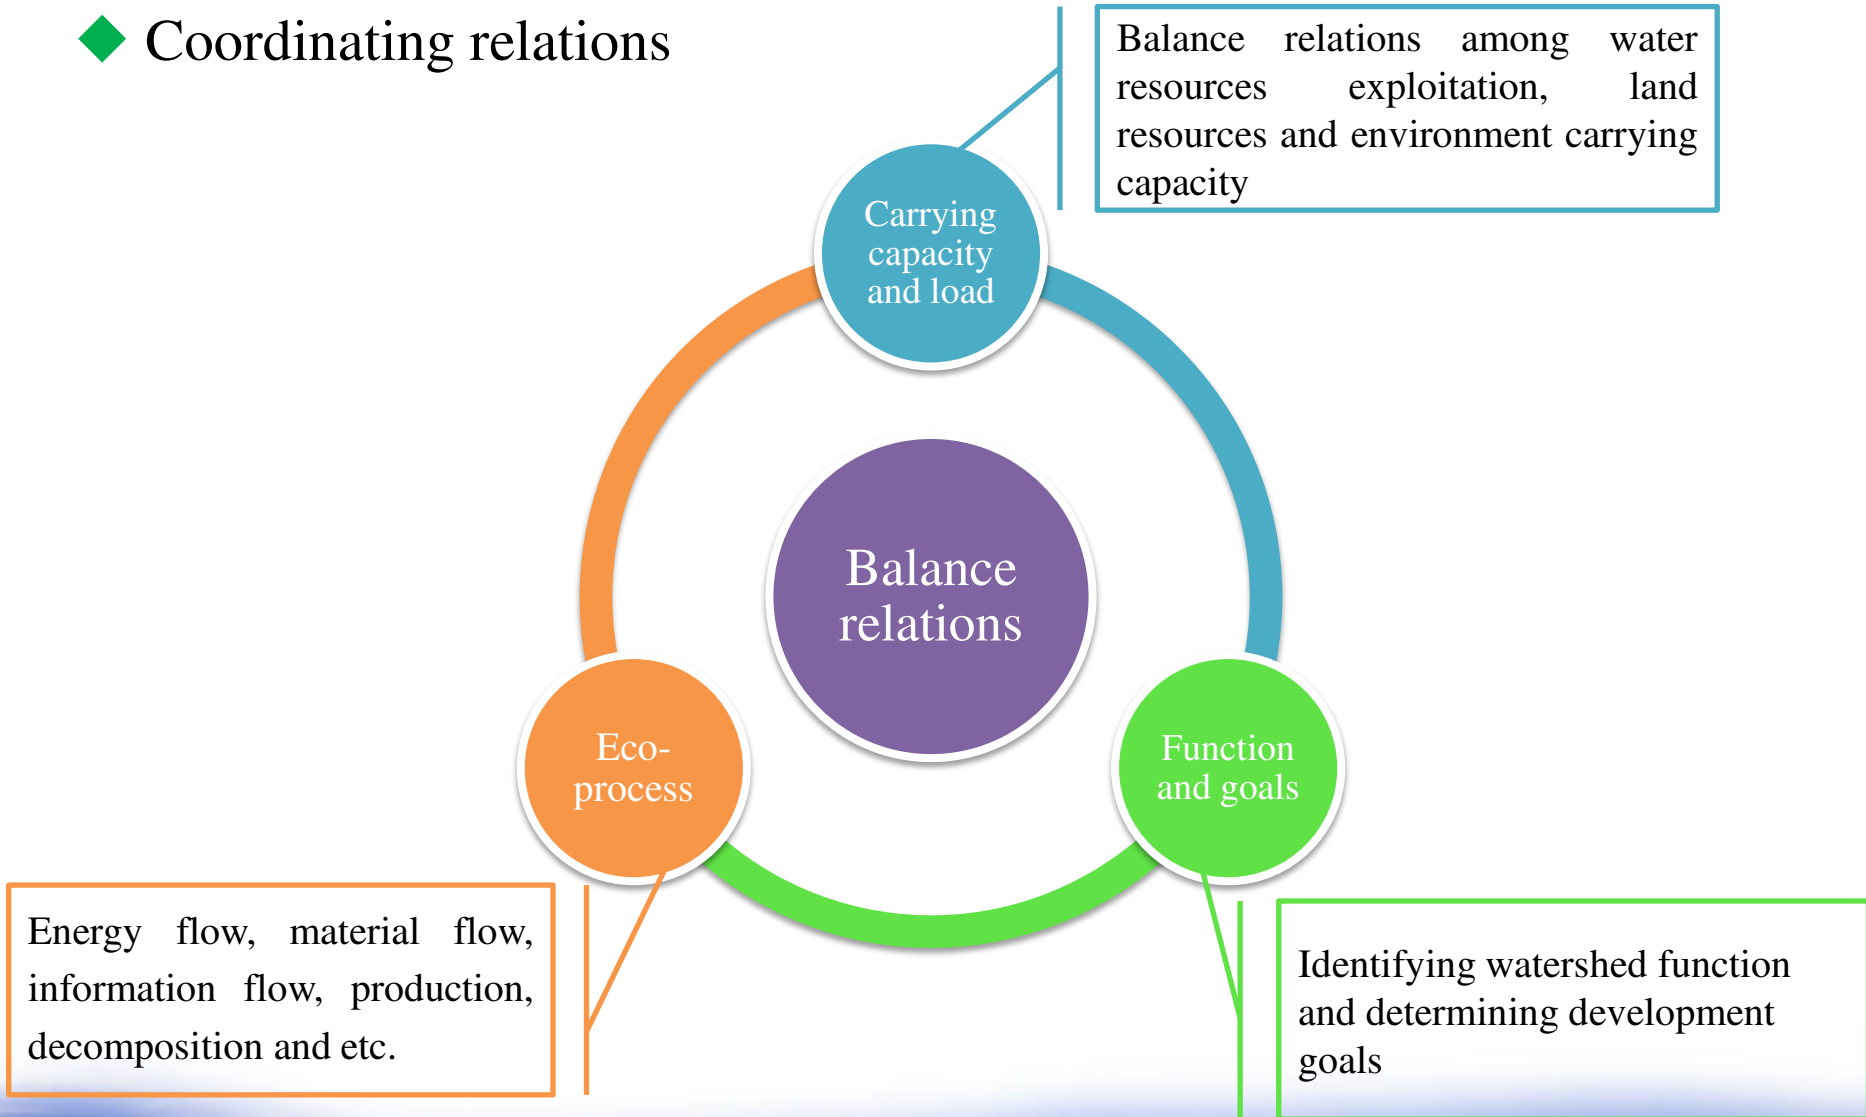 Coordinating relations
Balance relations among water
resources exploitation, land
resources and environment carrying
capacity
Carrying
capacity
and load
Balance
relations
Eco-
process
Function
and goals
Energy flow, material flow,
information flow, production,
decomposition and etc.
Identifying watershed function
and determining development
goals